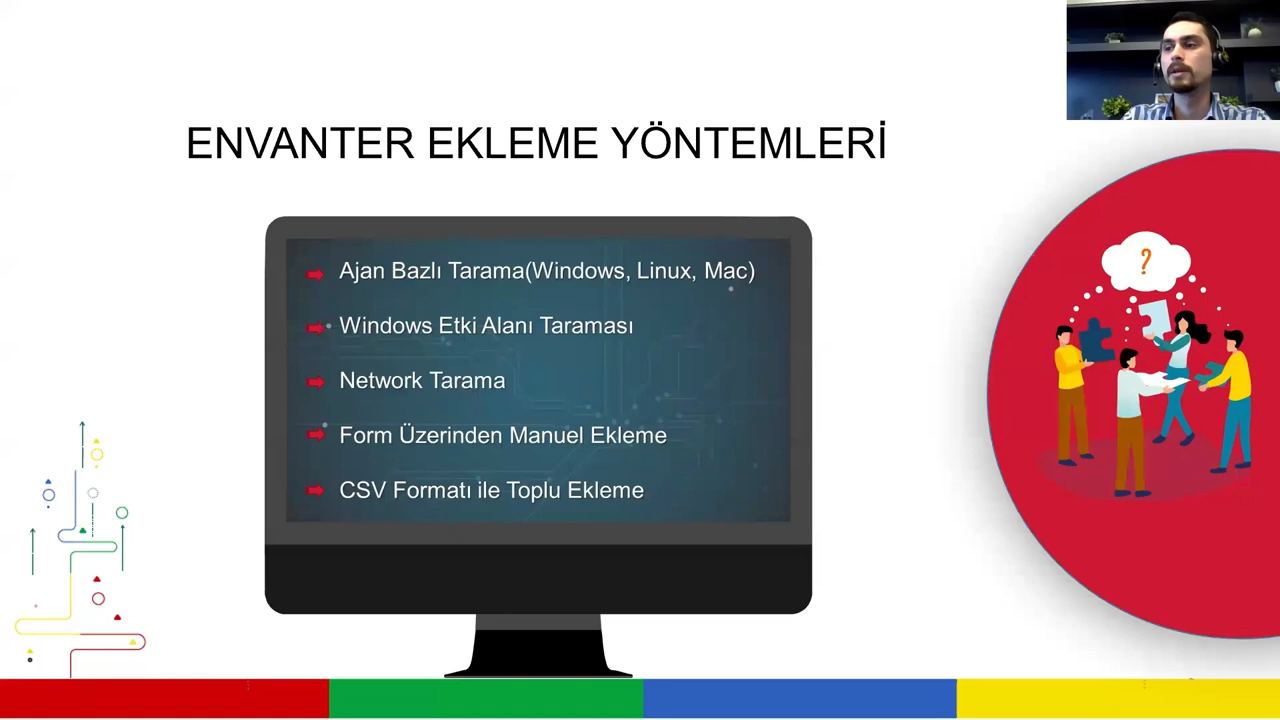 ENVANTER EKLEME YÖNTEMLERİ
?
Ajan Bazlı Tarama(Windows, Linux, Mac)
Windows Etki Alanı Taraması
Network Tarama
Form Üzerinden Manuel Ekleme
CSV Formatı ile Toplu Ekleme